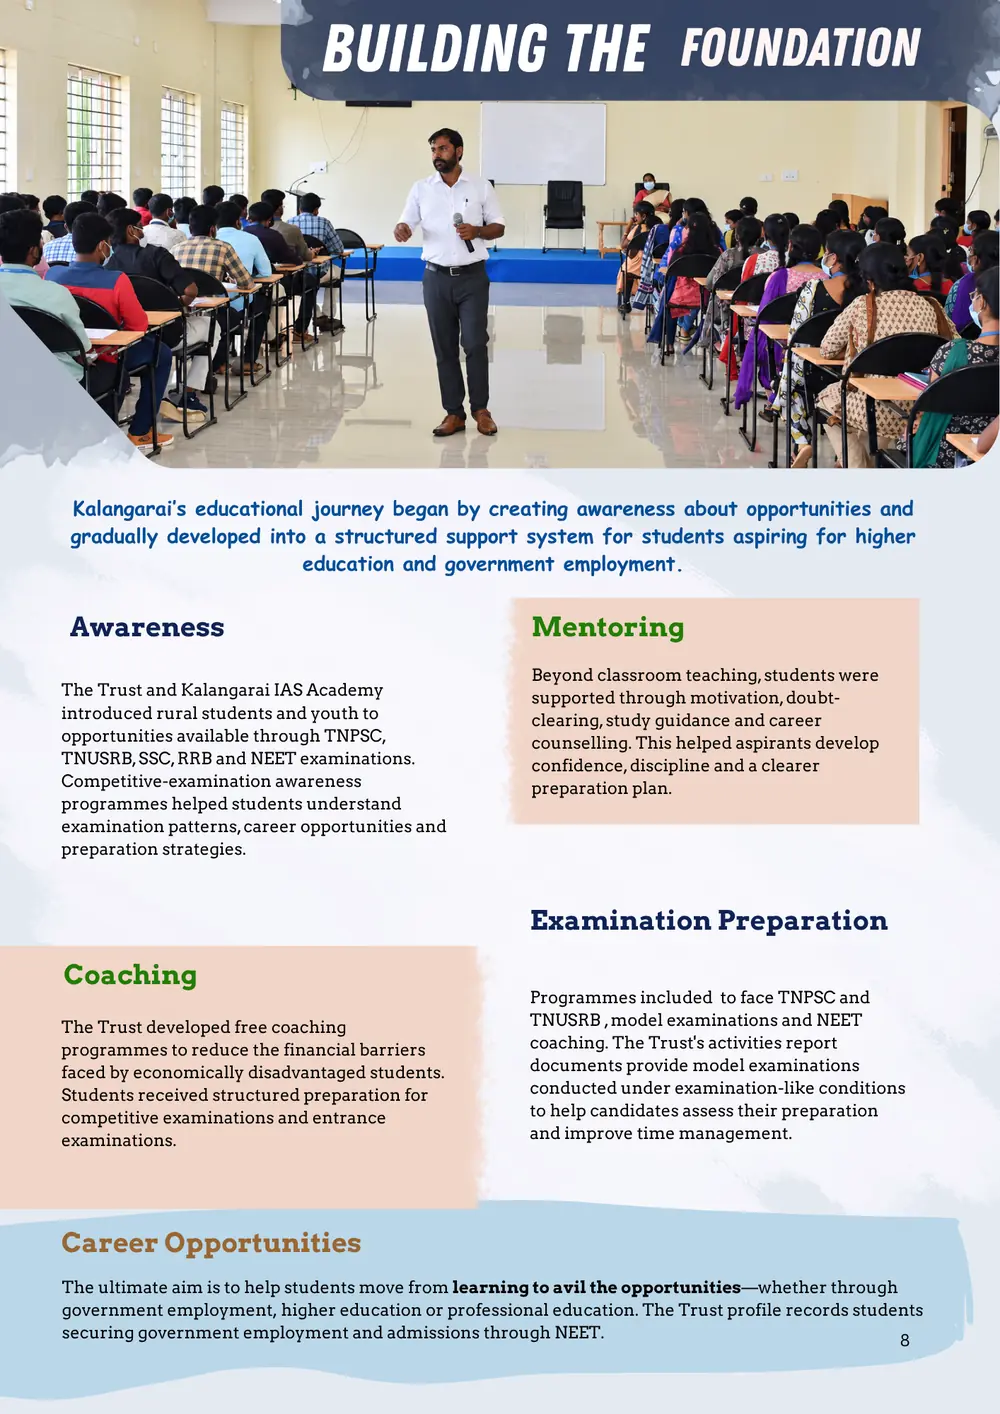 BUILDING THE FOUNDATION
Kalangarai's educational journey began by creating awareness about opportunities and
gradually developed into a structured support system for students aspiring for higher
education and government employment.
Awareness
The Trust and Kalangarai IAS Academy
introduced rural students and youth to
opportunities available through TNPSC,
TNUSRB, SSC, RRB and NEET examinations.
Competitive-examination awareness
programmes helped students understand
examination patterns, career opportunities and
preparation strategies.
Mentoring
Beyond classroom teaching, students were
supported through motivation, doubt-
clearing, study guidance and career
counselling. This helped aspirants develop
confidence, discipline and a clearer
preparation plan.
Coaching
The Trust developed free coaching
programmes to reduce the financial barriers
faced by economically disadvantaged students.
Students received structured preparation for
competitive examinations and entrance
examinations.
Examination Preparation
Programmes included  to face TNPSC and
TNUSRB , model examinations and NEET
coaching. The Trust's activities report
documents provide model examinations
conducted under examination-like conditions
to help candidates assess their preparation
and improve time management.
Career Opportunities
The ultimate aim is to help students move from learning to avil the opportunities—whether through
government employment, higher education or professional education. The Trust profile records students
securing government employment and admissions through NEET.
8